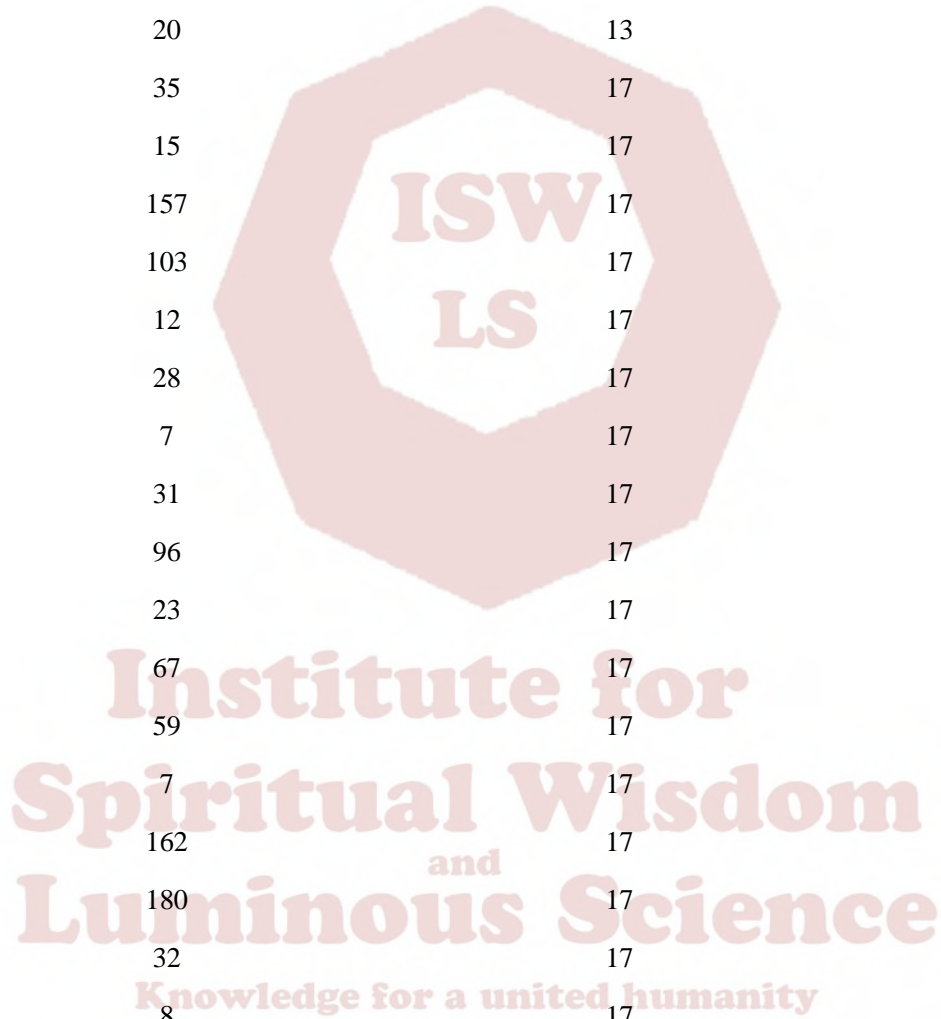 20 13
35 17
15 17
ISW
157 17
103 17
LS
12 17
28 17
7 17
31 17
96 17
23 17
Institute for
67 17
59 17
Spiritual Wisdom
7 17
162 17
and
Luminous Science
180 17
32 17
Knowledge for a united humanity
8 17